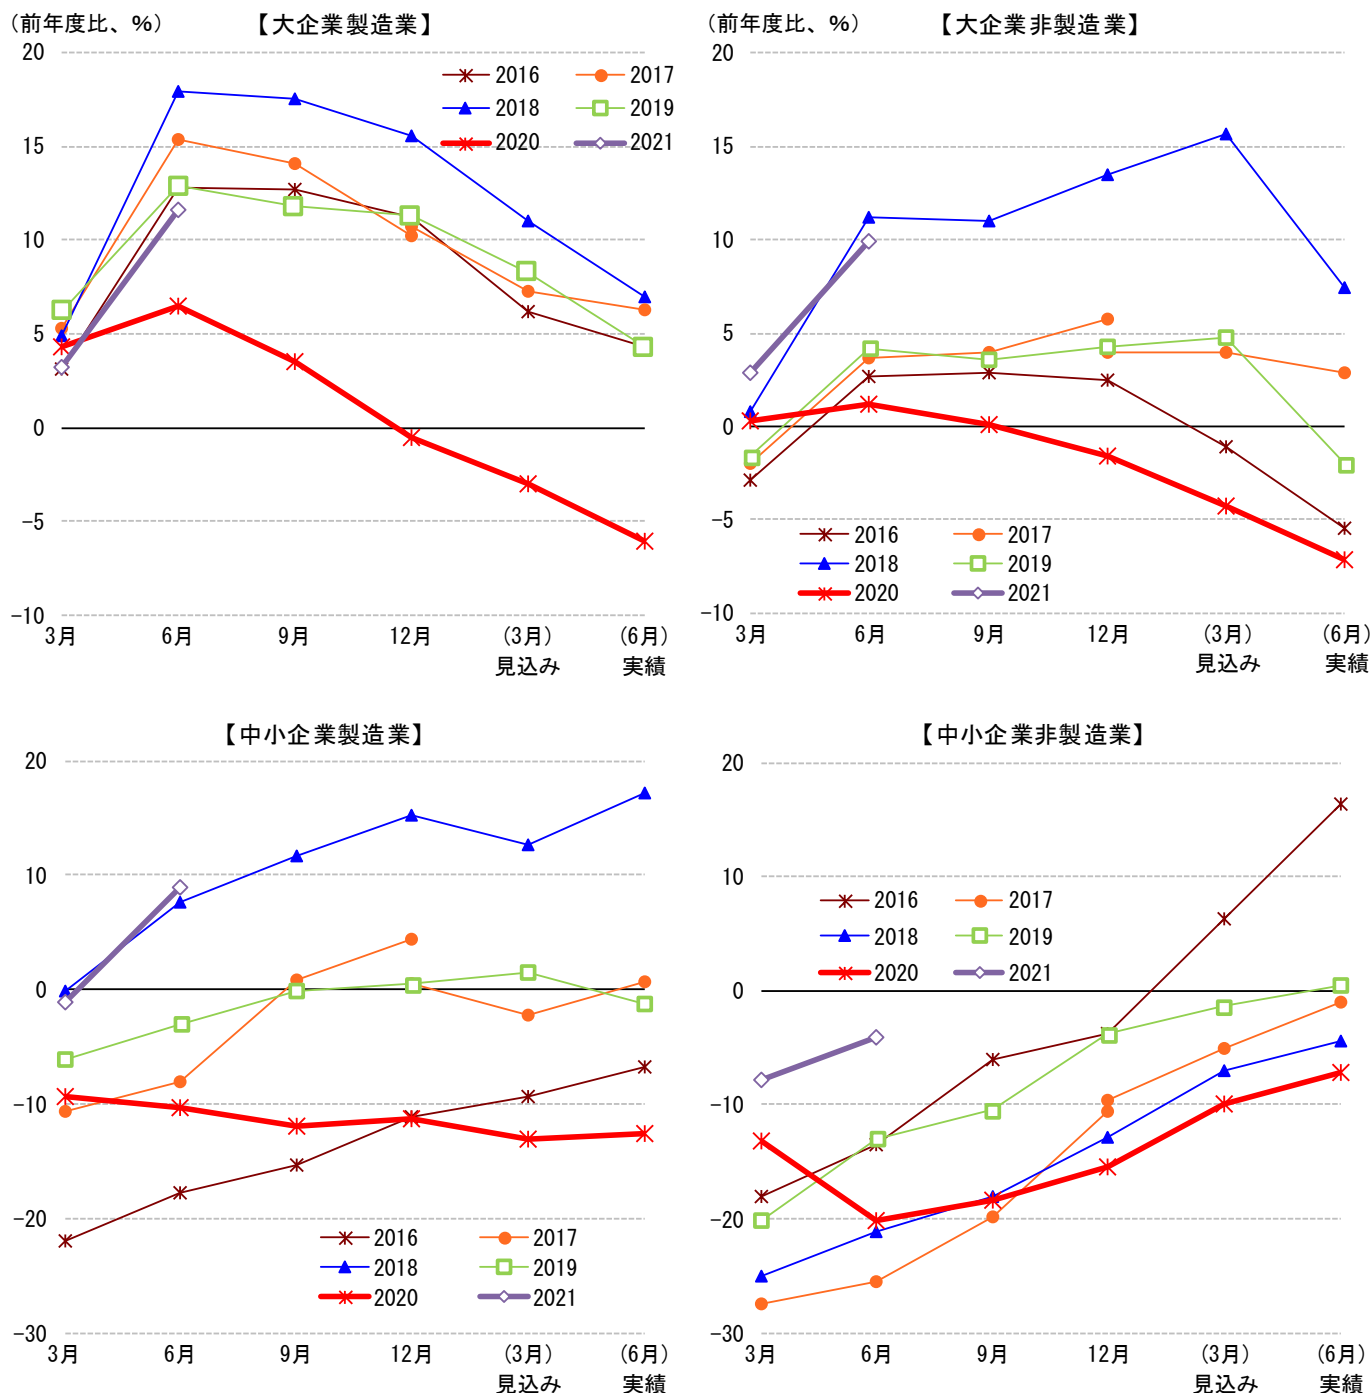 (前年度比、%)
【大企業製造業】
20
15
10
5
0
-5
-10
2016
2017
2018
2019
2020
2021
3月
6月
9月
12月
(3月)
見込み
(6月)
実績
(前年度比、%)
【大企業非製造業】
20
15
10
5
0
-5
-10
2016
2017
2018
2019
2020
2021
3月
6月
9月
12月
(3月)
見込み
(6月)
実績
【中小企業製造業】
20
10
0
-10
-20
-30
2016
2017
2018
2019
2020
2021
3月
6月
9月
12月
(3月)
見込み
(6月)
実績
【中小企業非製造業】
20
10
0
-10
-20
-30
2016
2017
2018
2019
2020
2021
3月
6月
9月
12月
(3月)
見込み
(6月)
実績